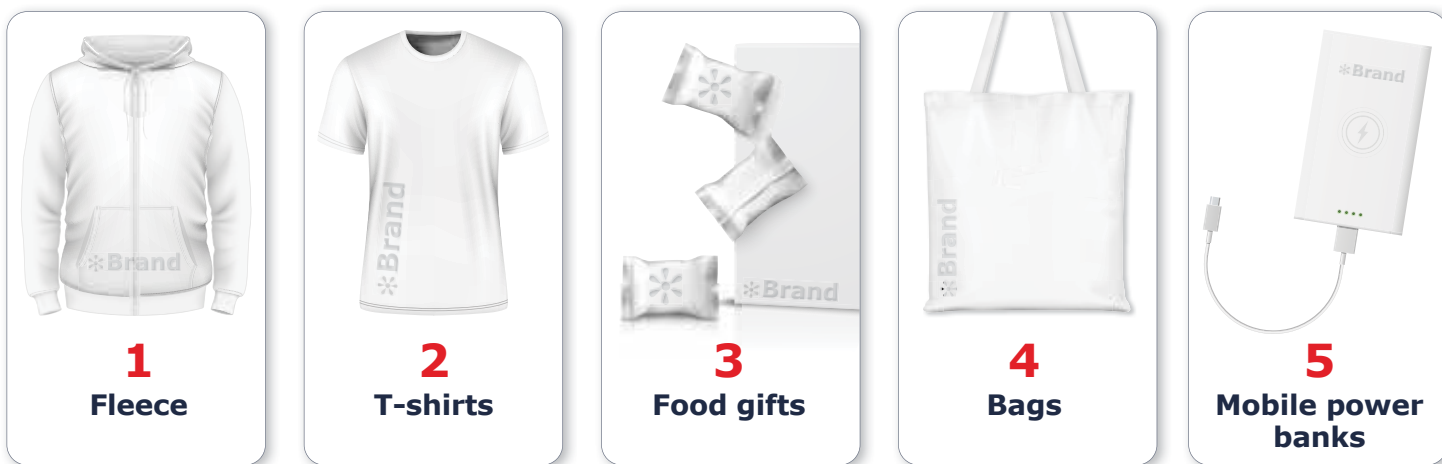 *Brand
1
Fleece
*Brand
2
T-shirts
*Brand
3
Food gifts
*Brand
4
Bags
*Brand
5
Mobile power
banks